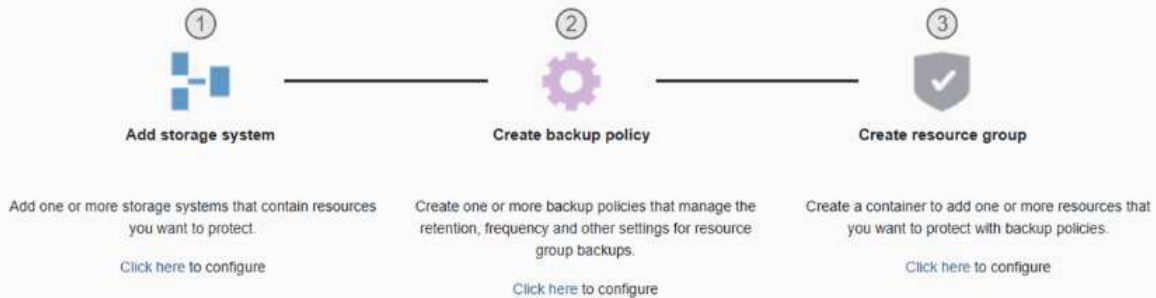 1
2
3
Add storage system
Create backup policy
Create resource group
Add one or more storage systems that contain resources
you want to protect.
Click here to configure
Create one or more backup policies that manage the
retention, frequency and other settings for resource
group backups.
Click here to configure
Create a container to add one or more resources that
you want to protect with backup policies.
Click here to configure